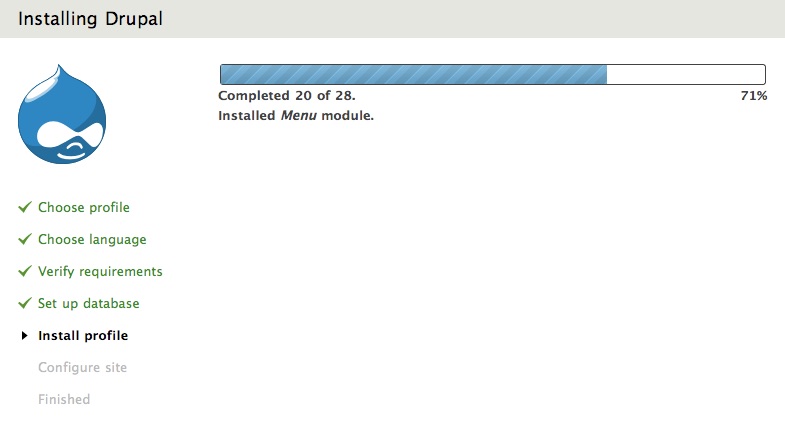 Installing Drupal
Completed 20 of 28.
71%
Installed Menu module.
Choose profile
Choose language
Verify requirements
Set up database
Install profile
Configure site
Finished